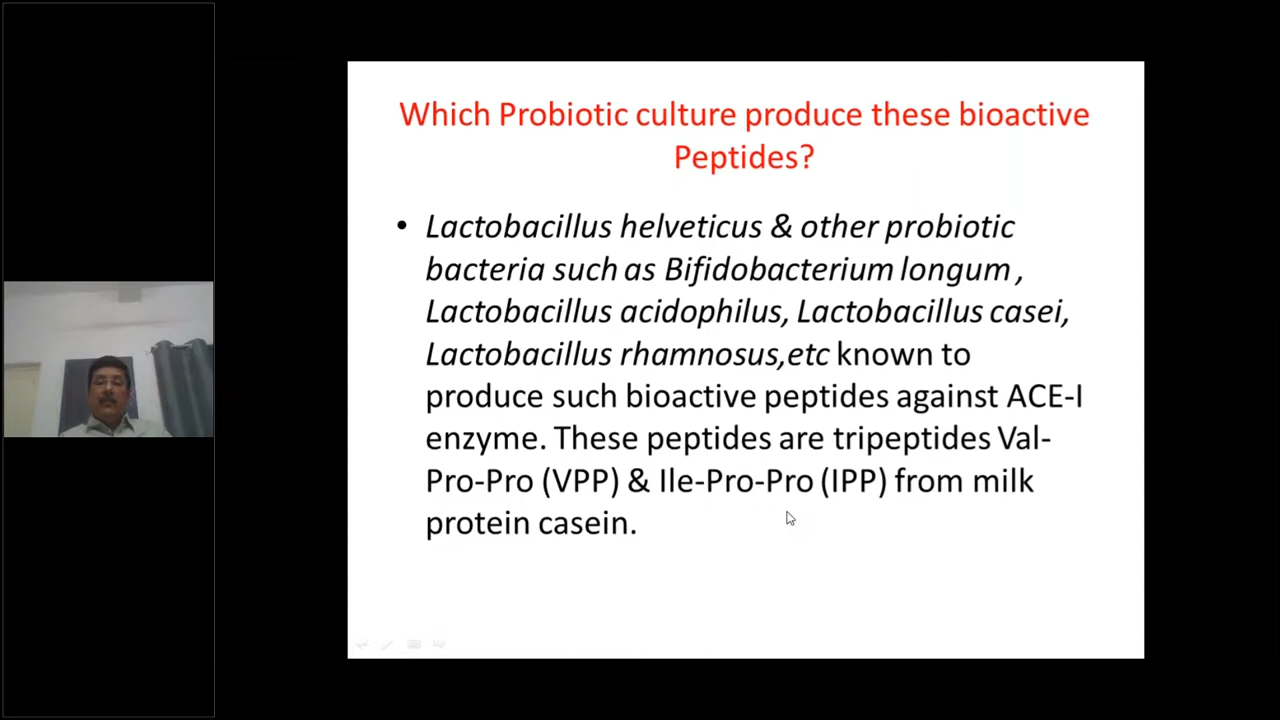 Which Probiotic culture produce these bioactive
Peptides?
• Lactobacillus helveticus & other probiotic
bacteria such as Bifidobacterium longum ,
Lactobacillus acidophilus, Lactobacillus casei,
Lactobacillus rhamnosus,etc known to
produce such bioactive peptides against ACE-I
enzyme. These peptides are tripeptides Val-
Pro-Pro (VPP) & Ile-Pro-Pro (IPP) from milk
protein casein.